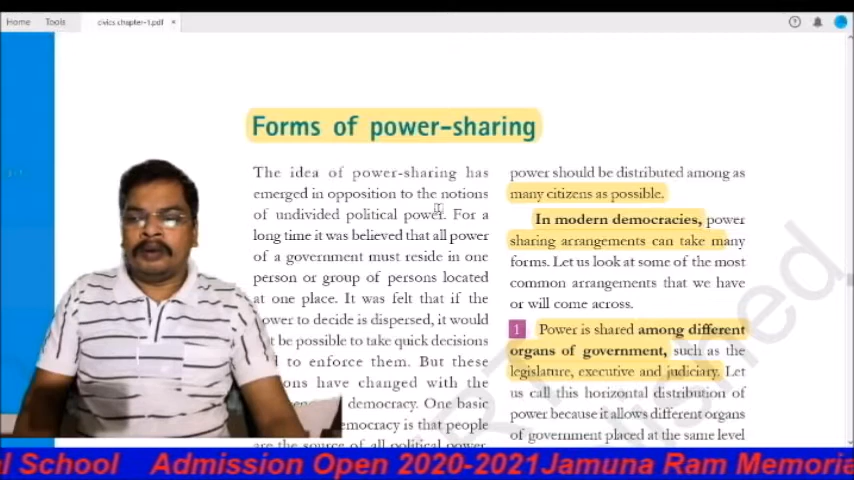 Home Tools civics chapter-1.pdf ×
Forms of power-sharing
The idea of power-sharing has
emerged in opposition to the notions
of undivided political power. For a
long time it was believed that all power
of a government must reside in one
person or group of persons located
at one place. It was felt that if the
ower to decide is dispersed, it would
t be possible to take quick decisions
to enforce them. But these
ons have changed with the
democracy. One basic
emocracy is that people
are the source of all political power.
power should be distributed among as
many citizens as possible.
In modern democracies, power
sharing arrangements can take many
forms. Let us look at some of the most
common arrangements that we have
or will come across.
1 Power is shared among different
organs of government, such as the
legislature, executive and judiciary. Let
us call this horizontal distribution of
power because it allows different organs
of government placed at the same level
al School Admission Open 2020-2021 Jamuna Ram Memoria